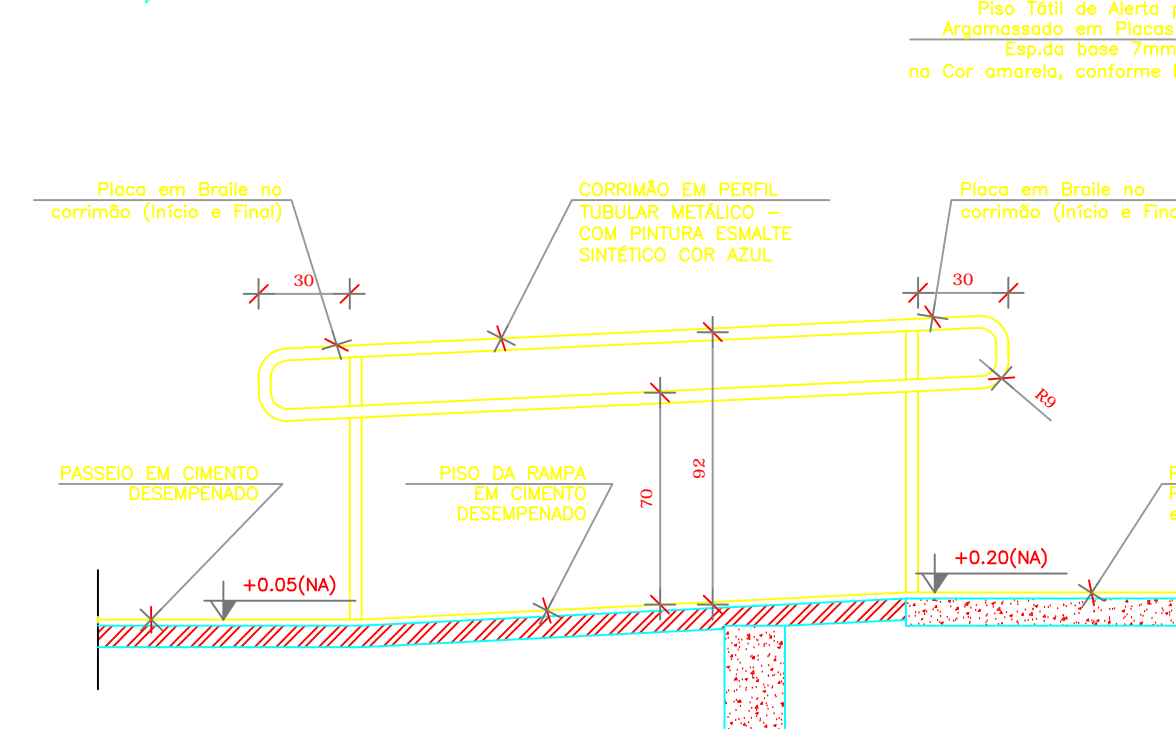 Piso Tátil de Alerta
Argamassado em Placas
Esp.da base 7mm
na Cor amarela, conforme
Placa em Braile no
corrimão (Início e Final)
CORRIMÃO EM PERFIL
TUBULAR METÁLICO –
COM PINTURA ESMALTE
SINTÉTICO COR AZUL
Placa em Braile no
corrimão (Início e
30
30
R9
92
70
PASSEIO EM CIMENTO
DESEMPENADO
PISO DA RAMPA
EM CIMENTO
DESEMPENADO
+0.05(NA)
+0.20(NA)